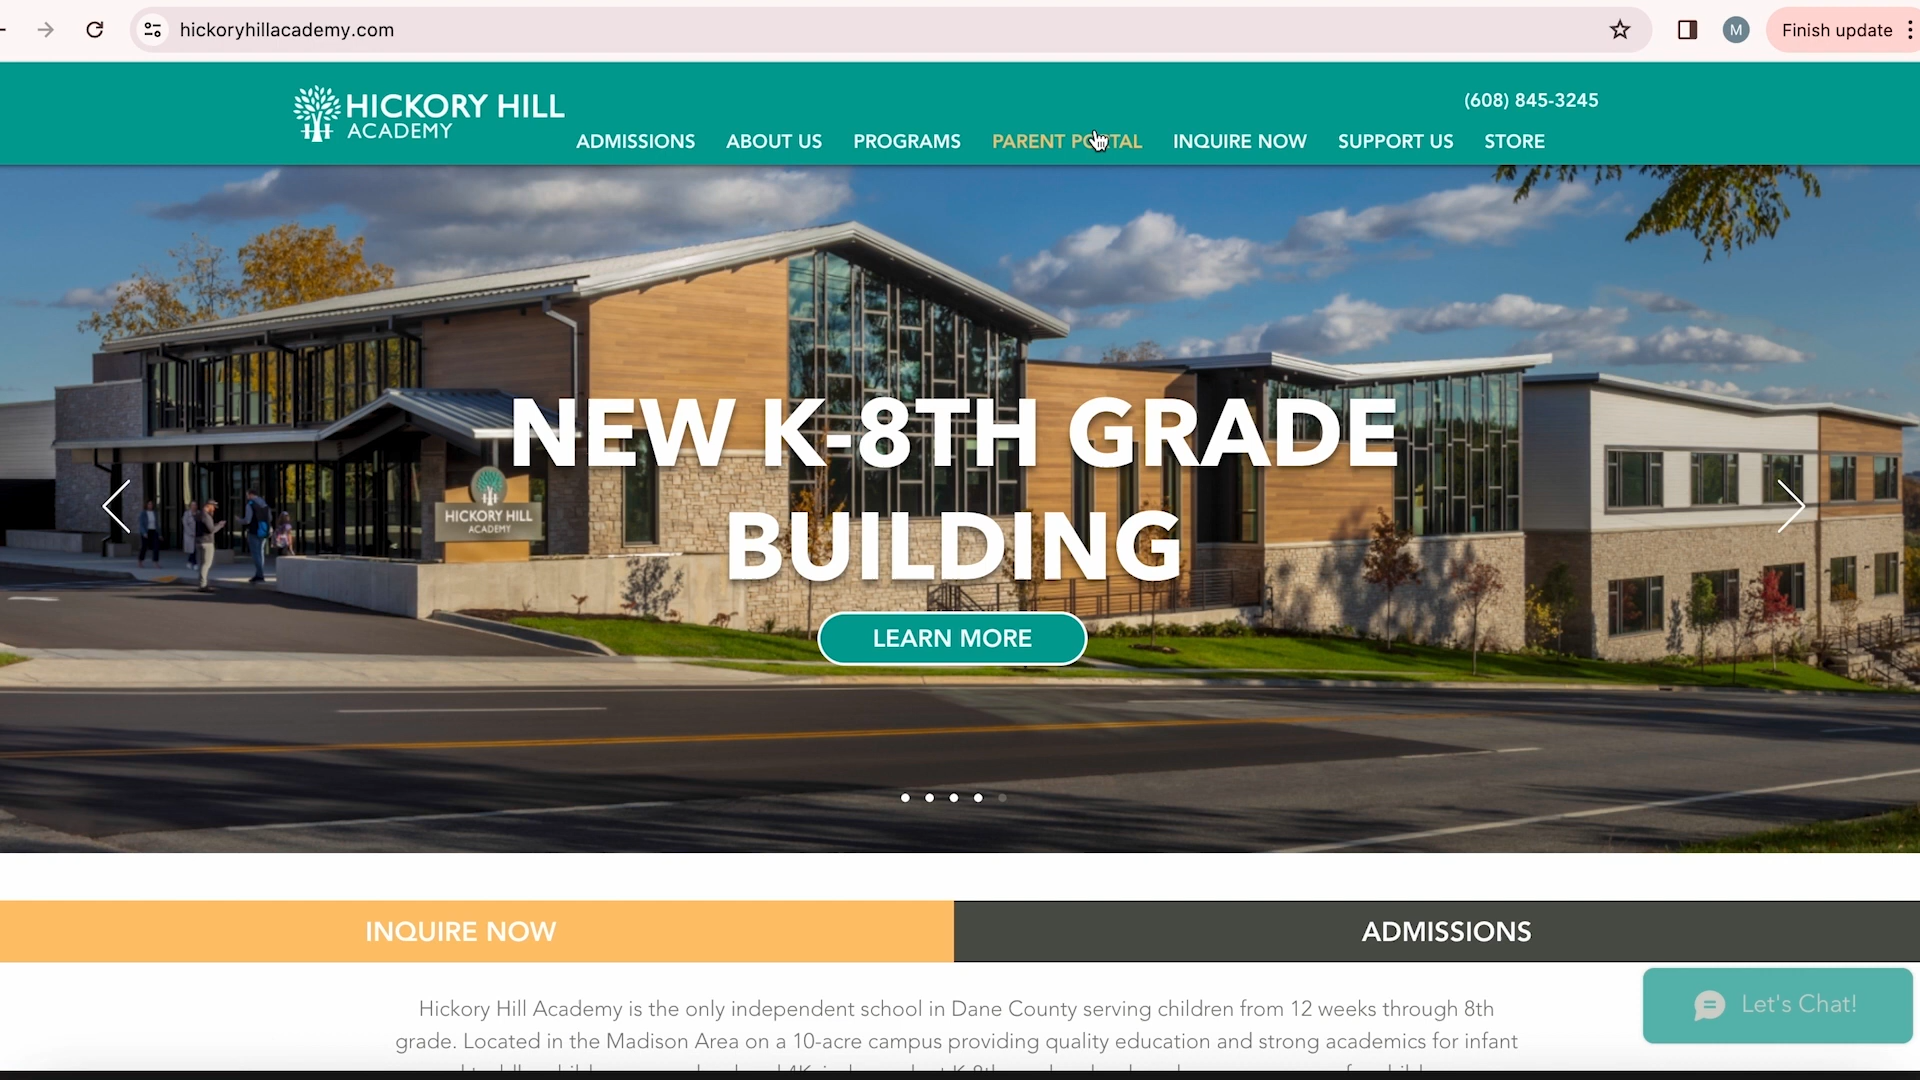 hickoryhillacademy.com
M
Finish update
HICKORY HILL
ACADEMY
(608) 845-3245
ADMISSIONS
ABOUT US
PROGRAMS
PARENT PORTAL
INQUIRE NOW
SUPPORT US
STORE
NEW K-8TH GRADE
BUILDING
HICKORY HILL
ACADEMY
LEARN MORE
INQUIRE NOW
ADMISSIONS
Hickory Hill Academy is the only independent school in Dane County serving children from 12 weeks through 8th
grade. Located in the Madison Area on a 10-acre campus providing quality education and strong academics for infant
Let's Chat!